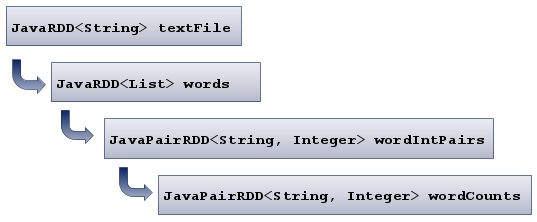 JavaRDD<String> textFile
JavaRDD<List> words
JavaPairRDD<String, Integer> wordIntPairs
JavaPairRDD<String, Integer> wordCounts